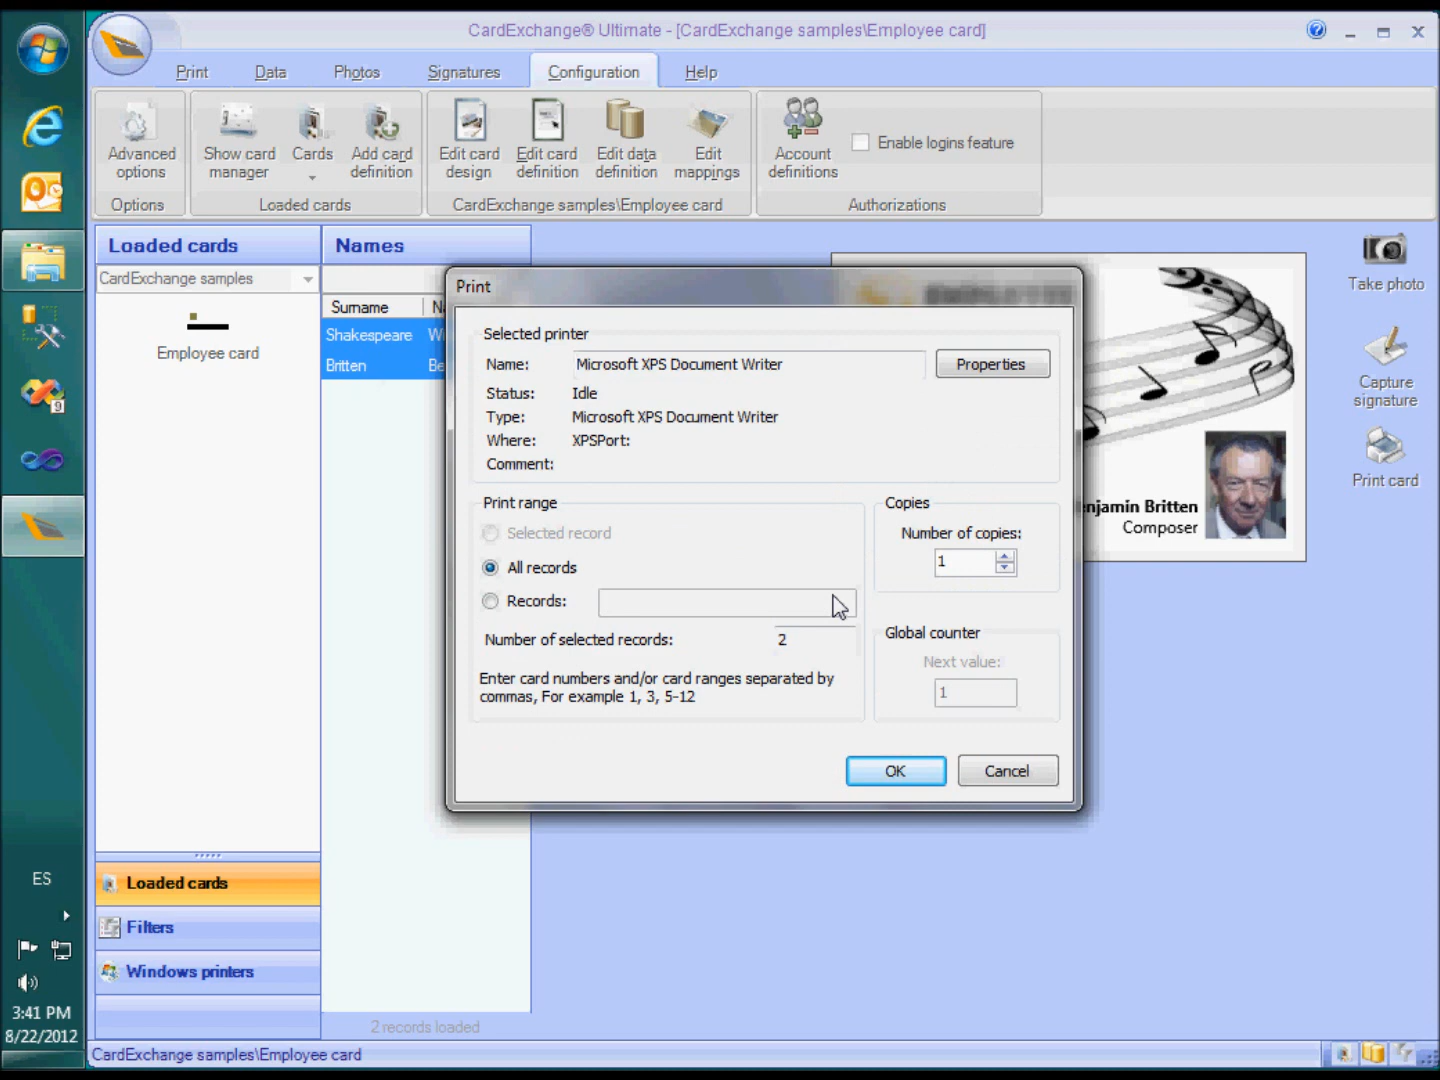 CardExchange® Ultimate - [CardExchange samples\Employee card]
Print Data Photos Signatures Configuration Help
Advanced options
Show card manager
Cards
Add card definition
Edit card design
Edit card definition
Edit data definition
Edit mappings
Account definitions
Enable logins feature
Options
Loaded cards
CardExchange samples\Employee card
Authorizations
Loaded cards
Names
CardExchange samples
Employee card
Surname
Shakespeare
Britten
Print
Selected printer
Name: Microsoft XPS Document Writer
Properties
Status: Idle
Type: Microsoft XPS Document Writer
Where: XPSPort:
Comment:
Print range
Selected record
All records
Records:
Number of selected records: 2
Enter card numbers and/or card ranges separated by
commas, For example 1, 3, 5-12
Copies
Number of copies:
1
Global counter
Next value:
1
OK
Cancel
njamin Britten
Composer
Take photo
Capture signature
Print card
Loaded cards
Filters
Windows printers
2 records loaded
CardExchange samples\Employee card
9
ES
3:41 PM
8/22/2012